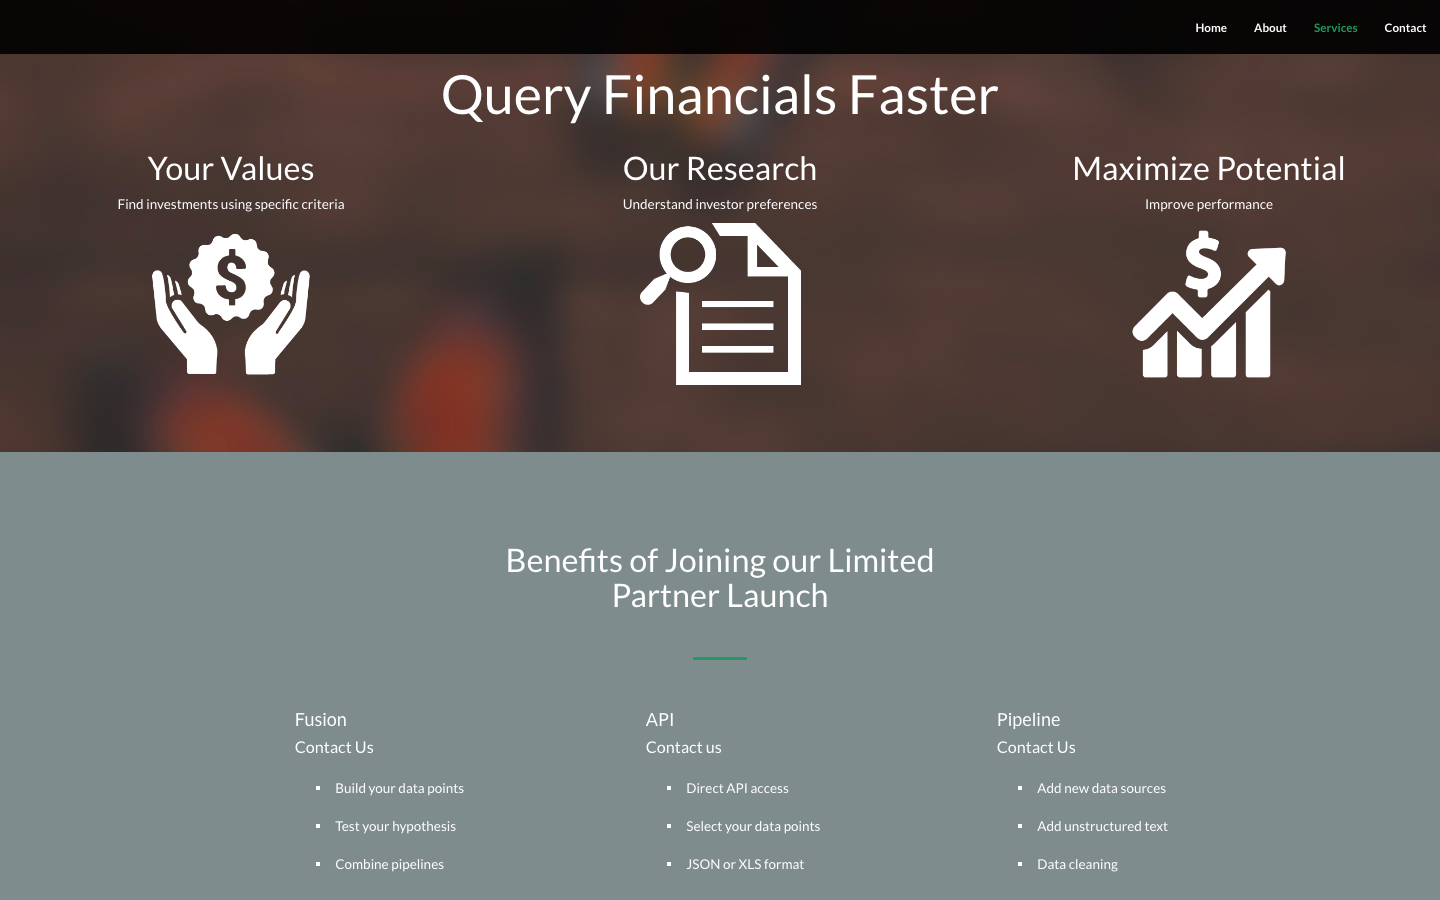 Home
About
Services
Contact
Query Financials Faster
Your Values
Find investments using specific criteria
Our Research
Understand investor preferences
Maximize Potential
Improve performance
Benefits of Joining our Limited
Partner Launch
Fusion
Contact Us
Build your data points
Test your hypothesis
Combine pipelines
API
Contact us
Direct API access
Select your data points
JSON or XLS format
Pipeline
Contact Us
Add new data sources
Add unstructured text
Data cleaning